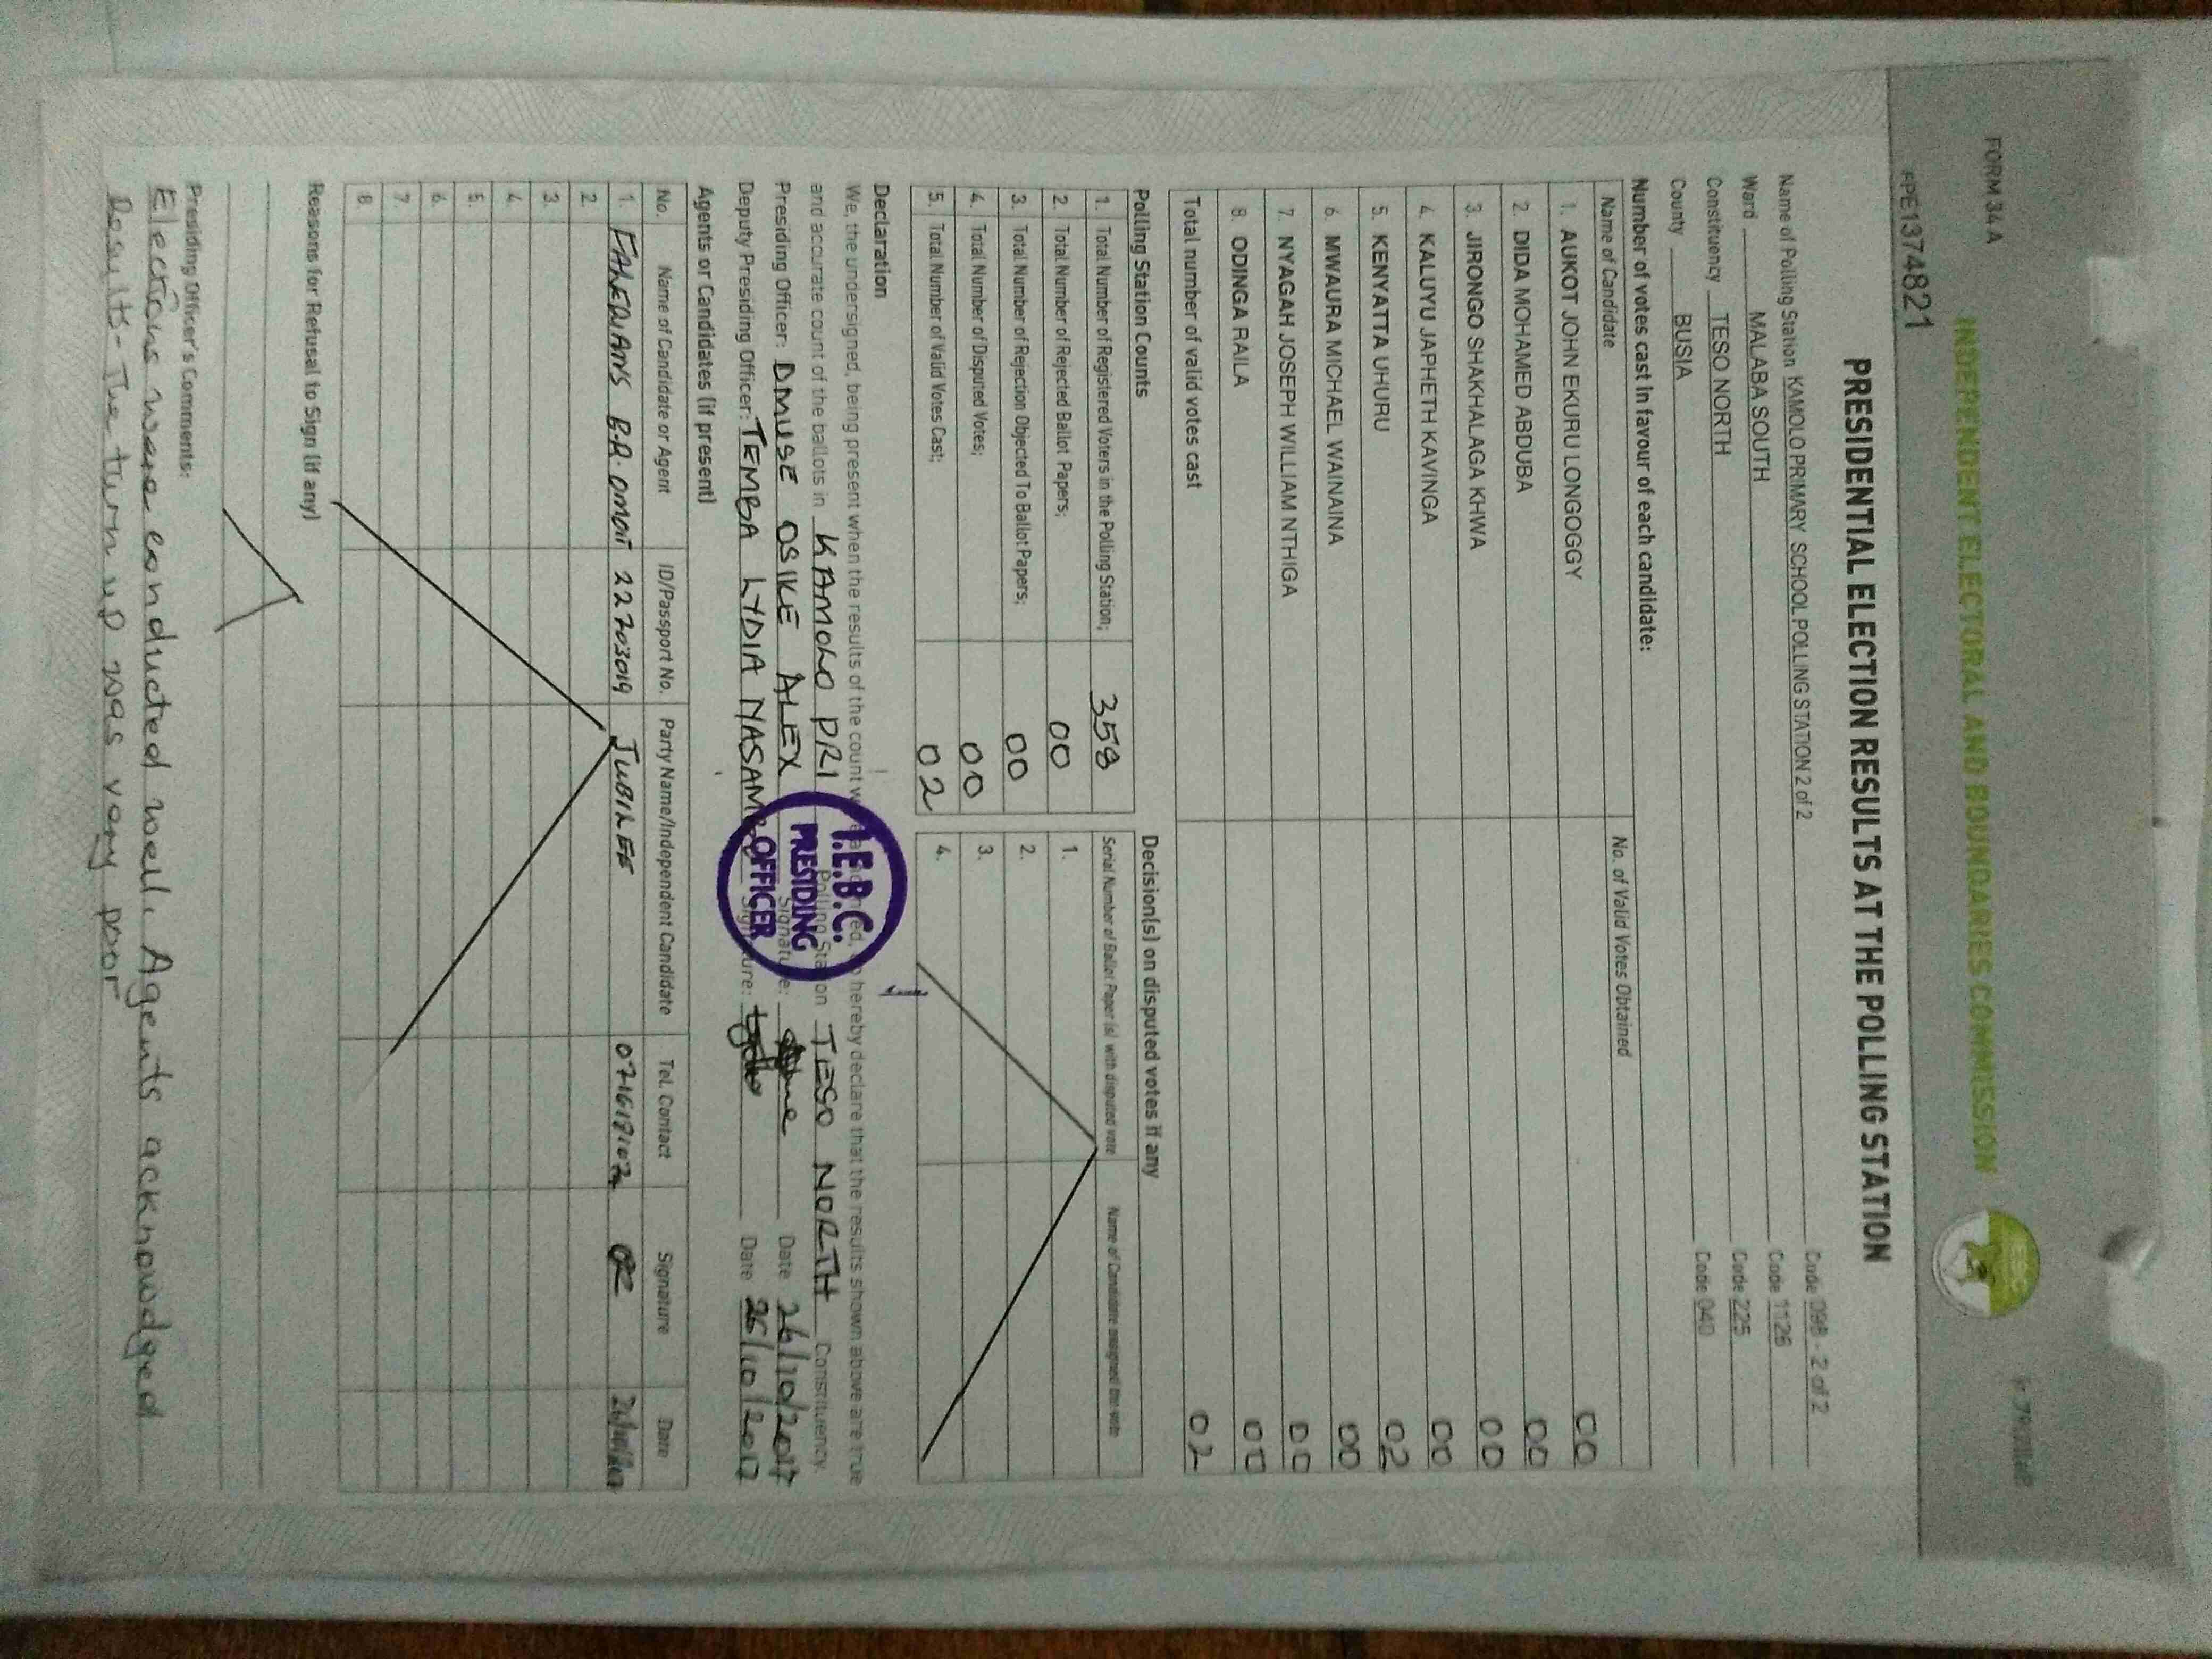 FORM 34A
INDEPENDENT ELECTORAL AND BOUNDARIES COMMISSION
PPE1374821
PRESIDENTIAL ELECTION RESULTS AT THE POLLING STATION
Name of Polling Station KAMOLO PRIMARY SCHOOL POLLING STATION 2 of 2 Code 098 - 2 of 2
Ward MALABA SOUTH Code 1126
Constituency TESO NORTH Code 225
County BUSIA Code 040
Number of votes cast in favour of each candidate:
Name of Candidate No. of Valid Votes Obtained
1. AUKOT JOHN EKURU LONGOGGY 00
2. DIDA MOHAMED ABDUBA 00
3. JIRONGO SHAKHALAGA KHWA 00
4. KALUYU JAPHETH KAVINGA 00
5. KENYATTA UHURU 02
6. MWAURA MICHAEL WAINAINA 00
7. NYAGAH JOSEPH WILLIAM NTHIGA 00
8. ODINGA RAILA 00
Total number of valid votes cast 02
Polling Station Counts
1. Total Number of Registered Voters in the Polling Station; 358
2. Total Number of Rejected Ballot Papers; 00
3. Total Number of Rejection Objected To Ballot Papers; 00
4. Total Number of Disputed Votes; 00
5. Total Number of Valid Votes Cast; 02
Decision(s) on disputed votes if any
Serial Number of Ballot Paper (s) with disputed vote Name of Candidate assigned the vote
1.
2.
3.
4.
Declaration
We, the undersigned, being present when the results of the count were announced, do hereby declare that the results shown above are true
and accurate count of the ballots in KAMOLO PRI Polling Station TESO NORTH Constituency.
Presiding Officer: OMUSE OSIKE ALEX Signature: Date 26/10/2017
Deputy Presiding Officer: TEMBA LYDIA Signature: Date 26/10/2017
I.E.B.C.
PRESIDING
OFFICER
Agents or Candidates (if present)
No. Name of Candidate or Agent ID/Passport No. Party Name/Independent Candidate Tel. Contact Signature Date
1. B.A. OMOIT 22703019 JUBILEE
2.
3.
4.
5.
6.
7.
8.
Reasons for Refusal to Sign (if any)
Presiding Officer's Comments:
Elections were conducted well. Agents acknowledged
Results - The turn up was very poor